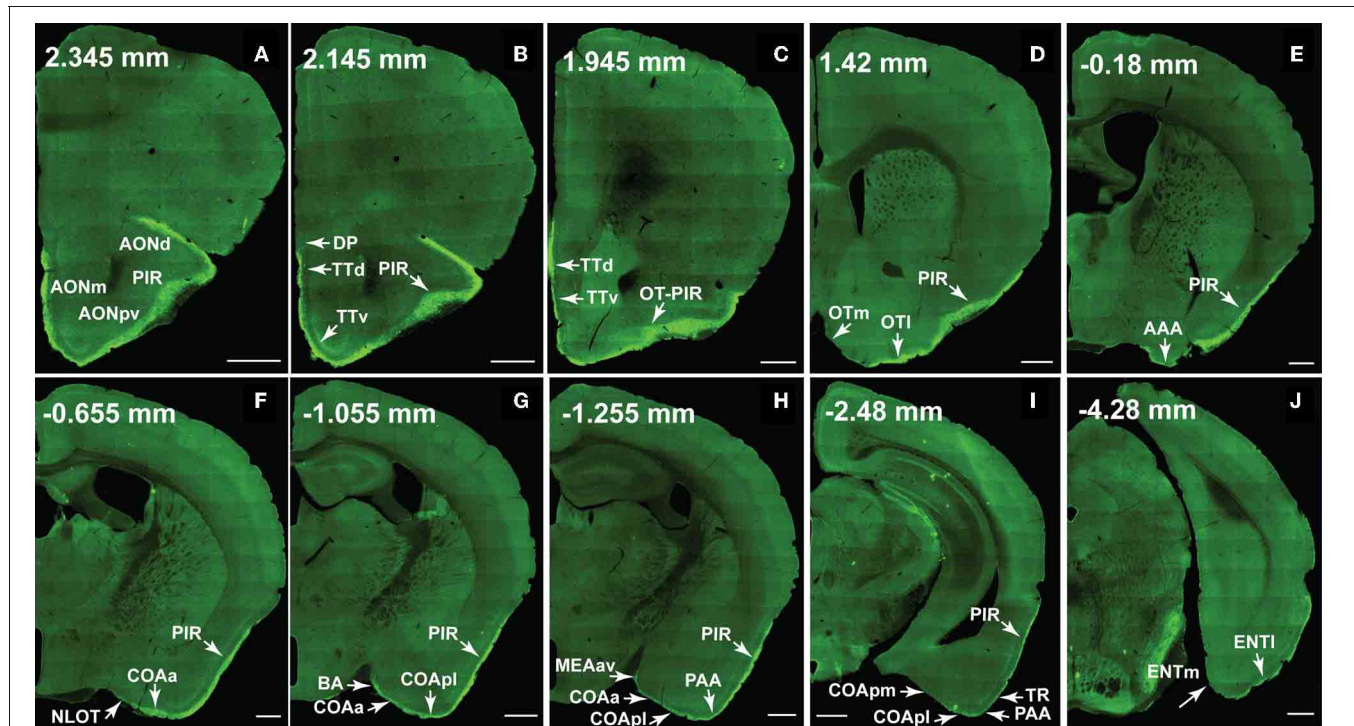 2.345 mm
A
AONd
AONm
PIR
AONpv
2.145 mm
B
DP
TTd
PIR
TTv
1.945 mm
C
TTd
TTv
OT-PIR
1.42 mm
D
PIR
OTm
OTl
-0.18 mm
E
PIR
AAA
-0.655 mm
F
PIR
COAa
NLOT
-1.055 mm
G
PIR
BA
COApl
COAa
-1.255 mm
H
PIR
MEAav
PAA
COAa
COApl
-2.48 mm
I
PIR
COApm
TR
COApl
PAA
-4.28 mm
J
ENTl
ENTm